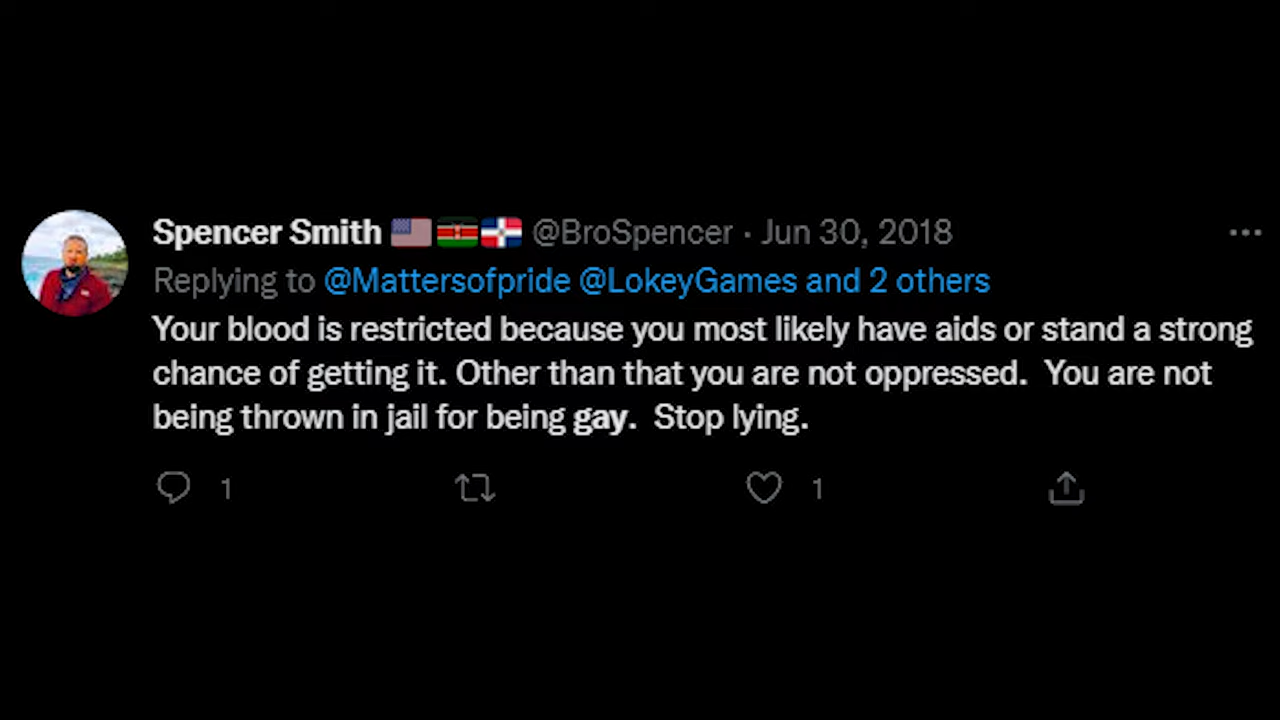 Spencer Smith 🇺🇸🇰🇪🇩🇴 @BroSpencer · Jun 30, 2018
Replying to @Mattersofpride @LokeyGames and 2 others
Your blood is restricted because you most likely have aids or stand a strong
chance of getting it. Other than that you are not oppressed.  You are not
being thrown in jail for being gay.  Stop lying.
1 1